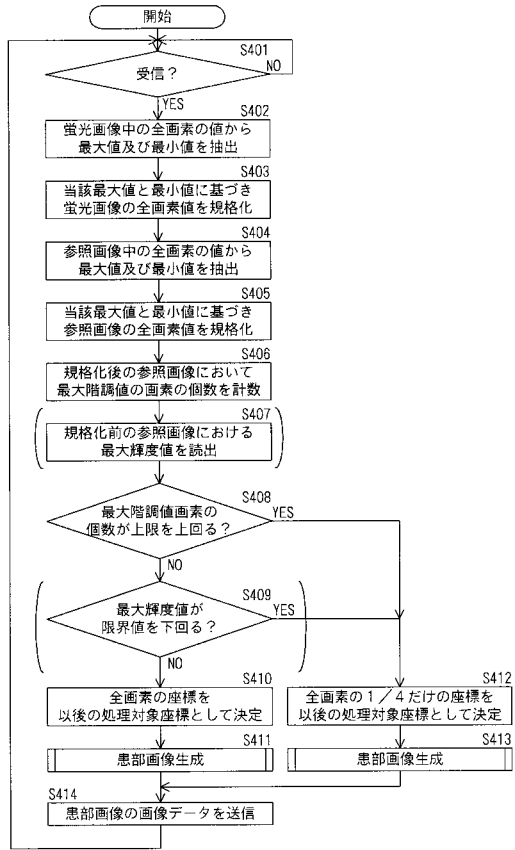 開始
S401
受信？
NO
YES
S402
蛍光画像中の全画素の値から
最大値及び最小値を抽出
S403
当該最大値と最小値に基づき
蛍光画像の全画素値を規格化
S404
参照画像中の全画素の値から
最大値及び最小値を抽出
S405
当該最大値と最小値に基づき
参照画像の全画素値を規格化
S406
規格化後の参照画像において
最大階調値の画素の個数を計数
S407
規格化前の参照画像における
最大輝度値を読出
S408
最大階調値画素の
個数が上限を上回る？
YES
NO
S409
最大輝度値が
限界値を下回る？
YES
NO
S410
全画素の座標を
以後の処理対象座標として決定
S412
全画素の１／４だけの座標を
以後の処理対象座標として決定
S411
患部画像生成
S413
患部画像生成
S414
患部画像の画像データを送信